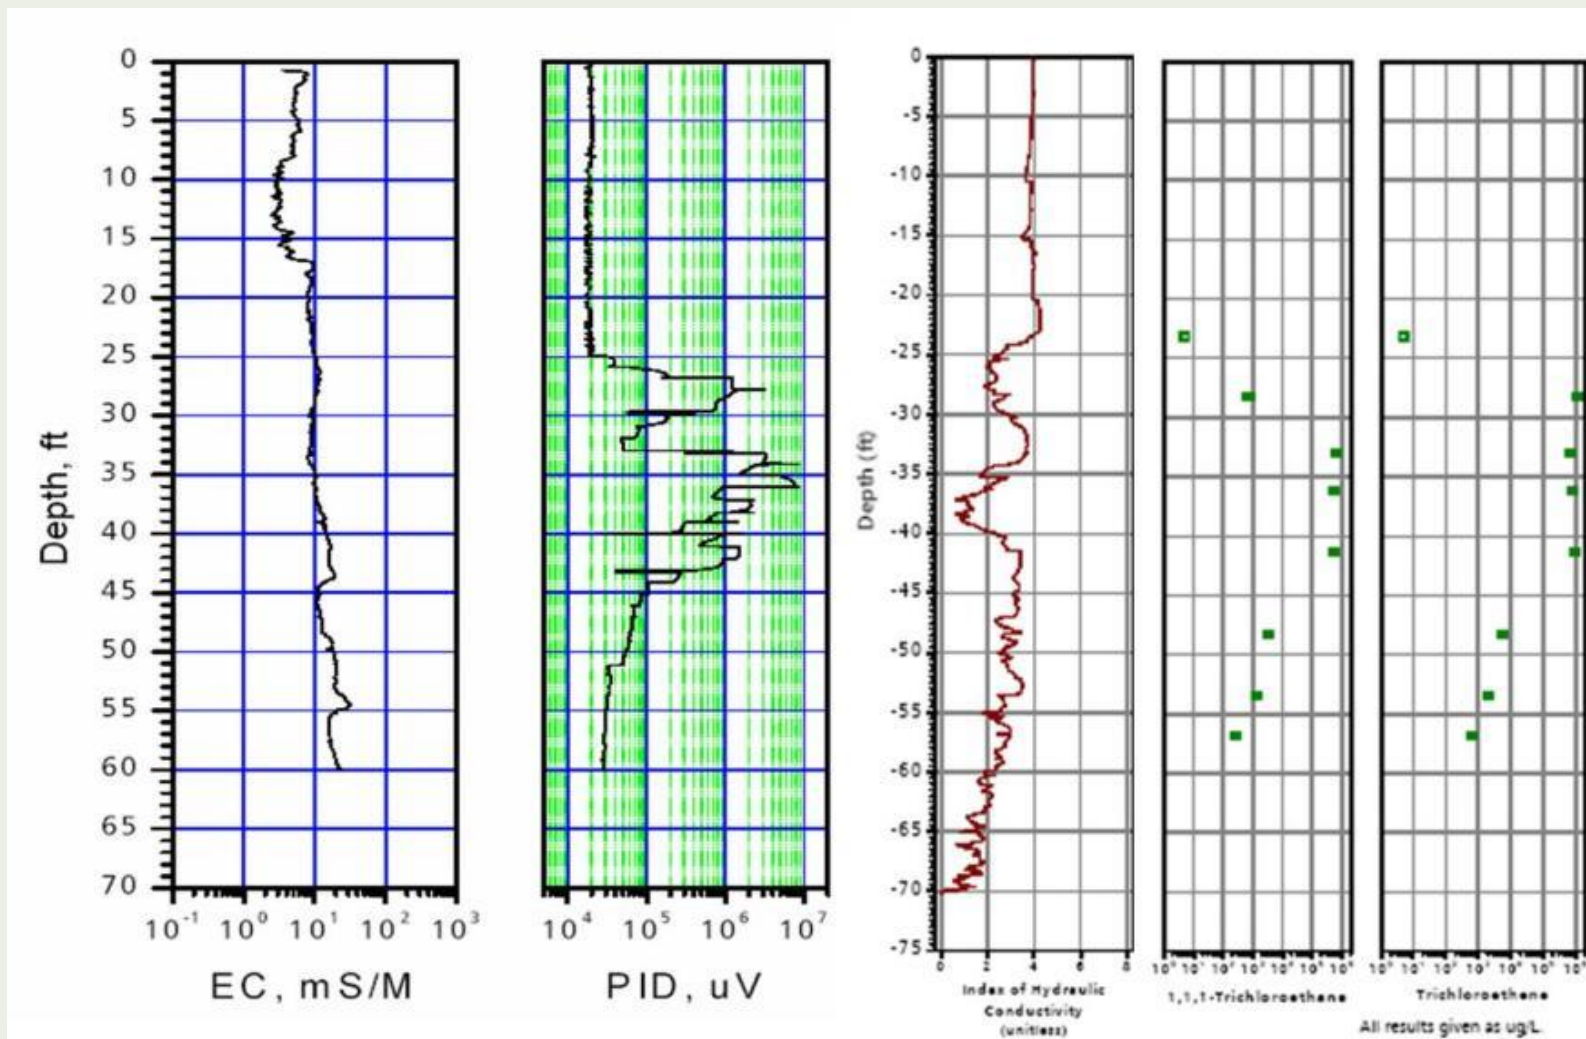 0
5
10
15
20
25
30
35
40
45
50
55
60
65
70
Depth, ft
10⁻¹ 10⁰ 10¹ 10² 10³
EC, mS/M
10⁴ 10⁵ 10⁶ 10⁷
PID, uV
0
-5
-10
-15
-20
-25
-30
-35
-40
-45
-50
-55
-60
-65
-70
-75
Depth (ft)
0 2 4 6 8
Index of Hydraulic
Conductivity
(unitless)
1,1,1-Trichloroethane
Trichloroethene
All results given as ug/L.